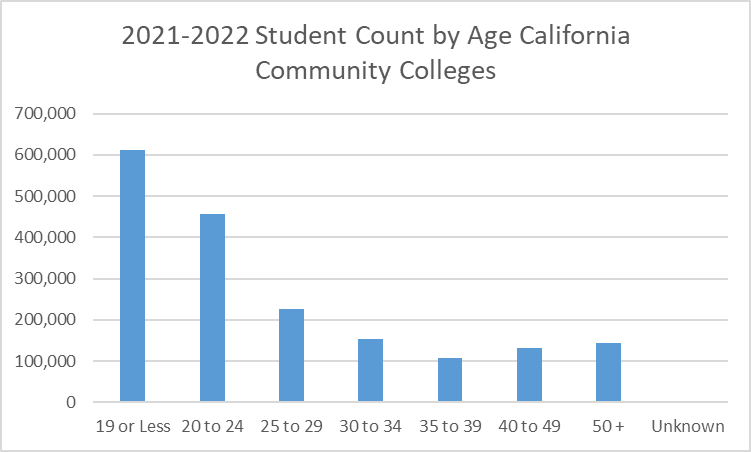 2021-2022 Student Count by Age California
Community Colleges
700,000
600,000
500,000
400,000
300,000
200,000
100,000
0
19 or Less 20 to 24 25 to 29 30 to 34 35 to 39 40 to 49 50 + Unknown